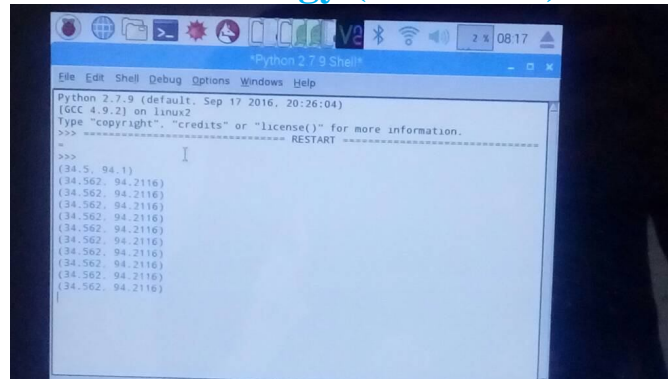 2 % 08:17
*Python 2.7.9 Shell*
File Edit Shell Debug Options Windows Help
Python 2.7.9 (default, Sep 17 2016, 20:26:04)
[GCC 4.9.2] on linux2
Type "copyright", "credits" or "license()" for more information.
>>> ================================ RESTART ================================
=
>>>
(34.5, 94.1)
(34.562, 94.2116)
(34.562, 94.2116)
(34.562, 94.2116)
(34.562, 94.2116)
(34.562, 94.2116)
(34.562, 94.2116)
(34.562, 94.2116)
(34.562, 94.2116)
(34.562, 94.2116)
(34.562, 94.2116)